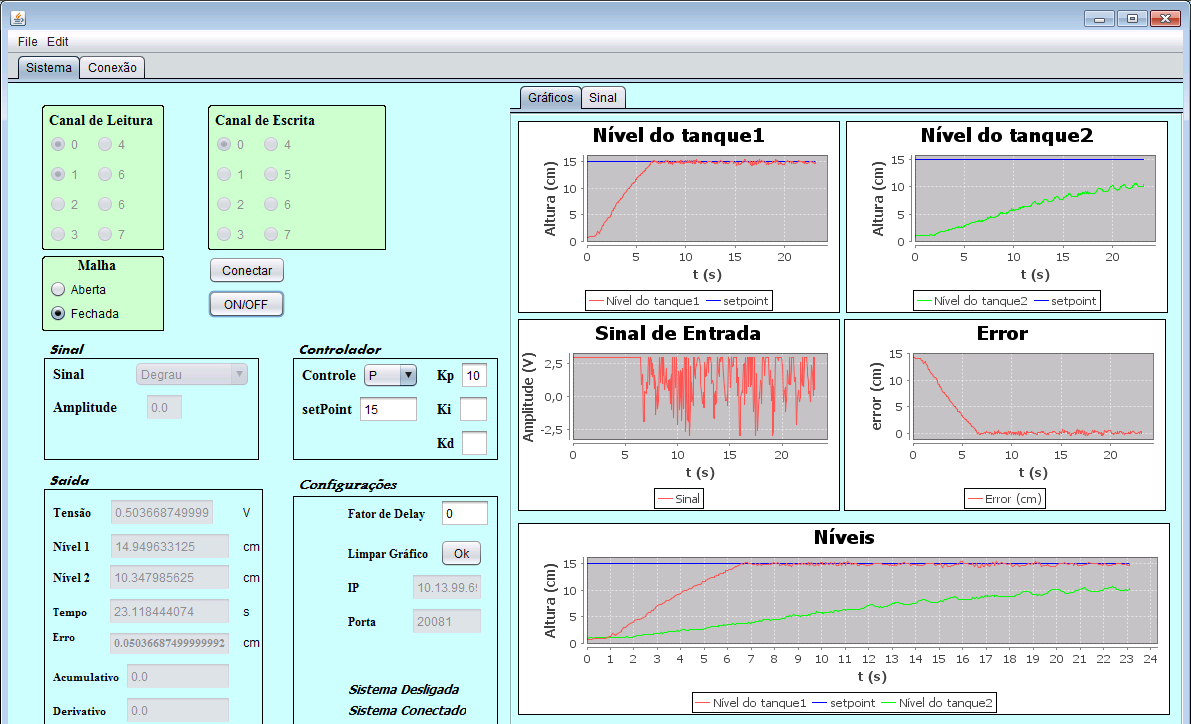 File Edit
Sistema Conexão
Canal de Leitura
0 4
1 6
2 6
3 7
Canal de Escrita
0 4
1 5
2 6
3 7
Malha
Aberta
Fechada
Conectar
ON/OFF
Sinal
Sinal Degrau
Amplitude 0.0
Controlador
Controle P Kp 10
setPoint 15 Ki
Kd
Saida
Tensão 0.503668749999 V
Nível 1 14.949633125 cm
Nível 2 10.347985625 cm
Tempo 23.118444074 s
Erro 0.05036687499999992 cm
Acumulativo 0.0
Derivativo 0.0
Configurações
Fator de Delay 0
Limpar Gráfico Ok
IP 10.13.99.6
Porta 20081
Sistema Desligada
Sistema Conectado
Gráficos Sinal
Nível do tanque1
Altura (cm)
15
10
5
0
0 5 10 15 20
t (s)
Nível do tanque1 setpoint
Nível do tanque2
Altura (cm)
15
10
5
0
0 5 10 15 20
t (s)
Nível do tanque2 setpoint
Sinal de Entrada
Amplitude (V)
2,5
0,0
-2,5
0 5 10 15 20
t (s)
Sinal
Error
error (cm)
15
10
5
0
0 5 10 15 20
t (s)
Error (cm)
Níveis
Altura (cm)
15
10
5
0
0 1 2 3 4 5 6 7 8 9 10 11 12 13 14 15 16 17 18 19 20 21 22 23 24
t (s)
Nível do tanque1 setpoint Nível do tanque2